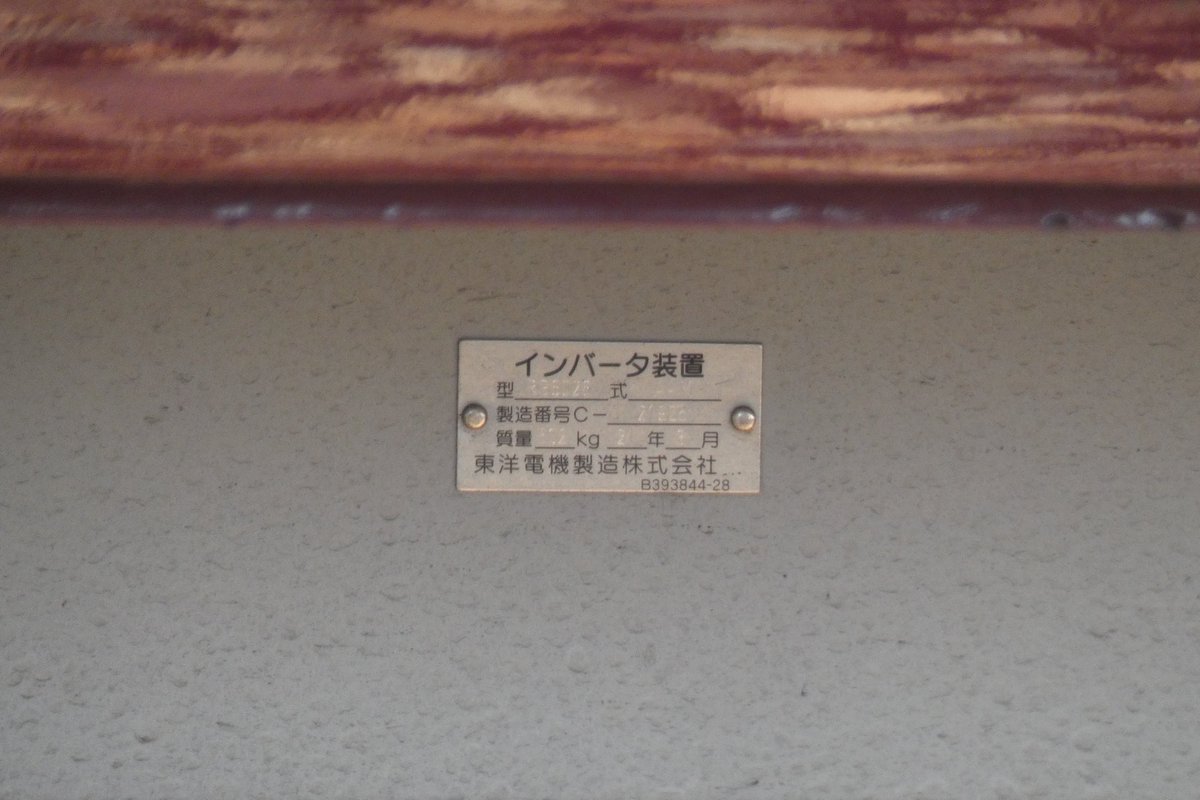 インバータ装置
型 式
製造番号C-
質量 kg 年 月
東洋電機製造株式会社
B393844-28